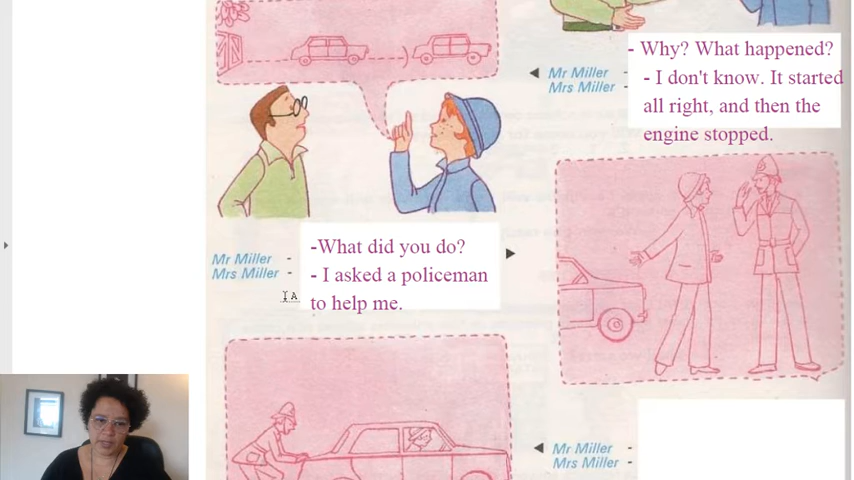 Mr Miller -
Mrs Miller -
- Why? What happened?
- I don't know. It started
all right, and then the
engine stopped.
Mr Miller -
Mrs Miller -
-What did you do?
- I asked a policeman
to help me.
A
Mr Miller -
Mrs Miller -